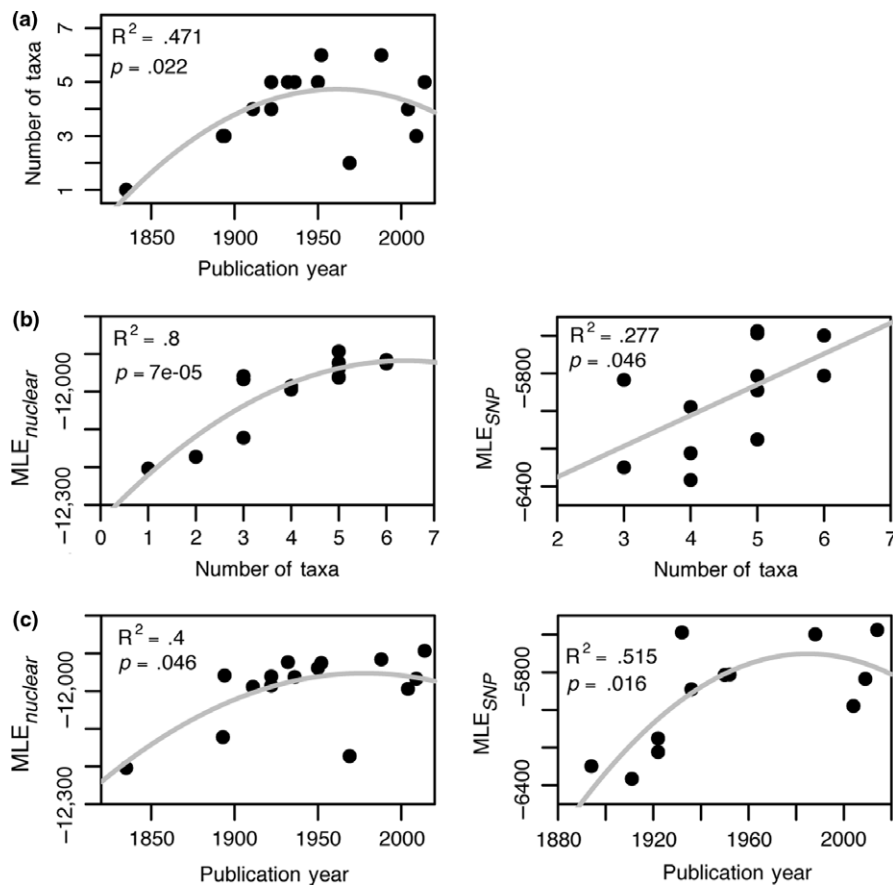 (a)
R² = .471
p = .022
Number of taxa
7
5
3
1
1850 1900 1950 2000
Publication year
(b)
R² = .8
p = 7e-05
MLEnuclear
-12,000
-12,300
0 1 2 3 4 5 6 7
Number of taxa
R² = .277
p = .046
MLESNP
-5800
-6400
2 3 4 5 6 7
Number of taxa
(c)
R² = .4
p = .046
MLEnuclear
-12,000
-12,300
1850 1900 1950 2000
Publication year
R² = .515
p = .016
MLESNP
-5800
-6400
1880 1920 1960 2000
Publication year